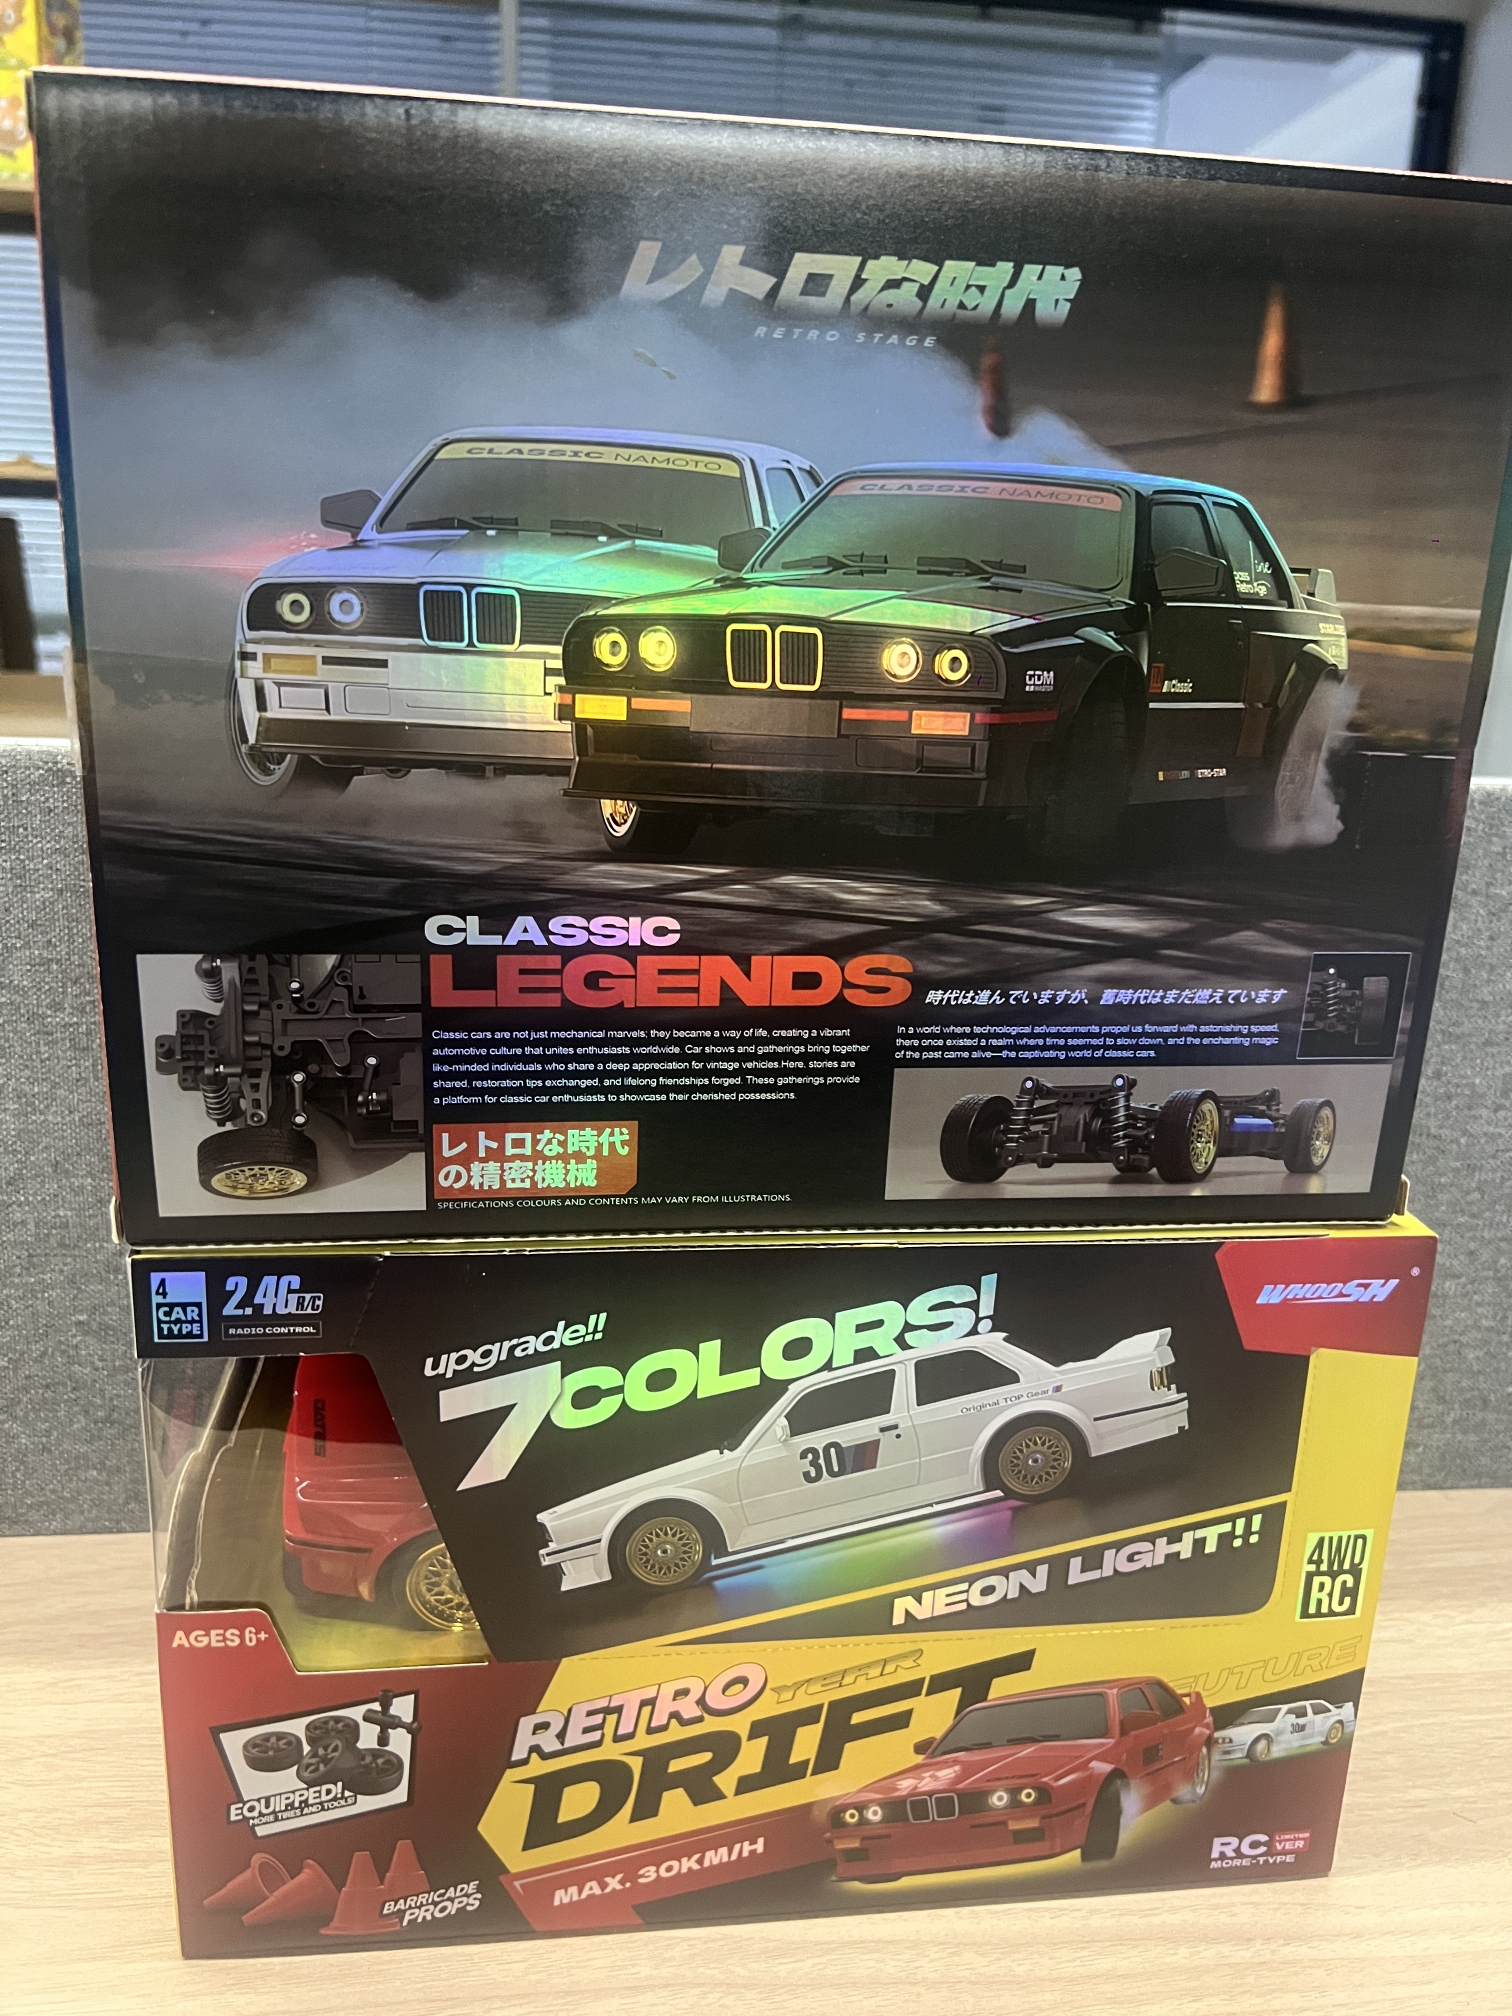 レトロな時代
RETRO STAGE
CLASSIC NAMOTO
CLASSIC NAMOTO
Retro Age
GDM
Classic
CLASSIC
LEGENDS
時代は進んでいますが、舊時代はまだ燃えています
Classic cars are not just mechanical marvels; they became a way of life, creating a vibrant
automotive culture that unites enthusiasts worldwide. Car shows and gatherings bring together
like-minded individuals who share a deep appreciation for vintage vehicles.Here, stories are
shared, restoration tips exchanged, and lifelong friendships forged. These gatherings provide
a platform for classic car enthusiasts to showcase their cherished possessions.
In a world where technological advancements propel us forward with astonishing speed,
there once existed a realm where time seemed to slow down, and the enchanting magic
of the past came alive—the captivating world of classic cars.
レトロな時代
の精密機械
SPECIFICATIONS COLOURS AND CONTENTS MAY VARY FROM ILLUSTRATIONS.
4
CAR
TYPE
2.4G R/C
RADIO CONTROL
upgrade!!
7COLORS!
WHOOSH®
Original TOP Gear
30
NEON LIGHT!!
4WD
RC
AGES 6+
RETRO YEAR
DRIFT
FUTURE
30
EQUIPPED!
MORE TIRES AND TOOLS!
MAX. 30KM/H
BARRICADE
PROPS
RC LIMITED VER
MORE-TYPE